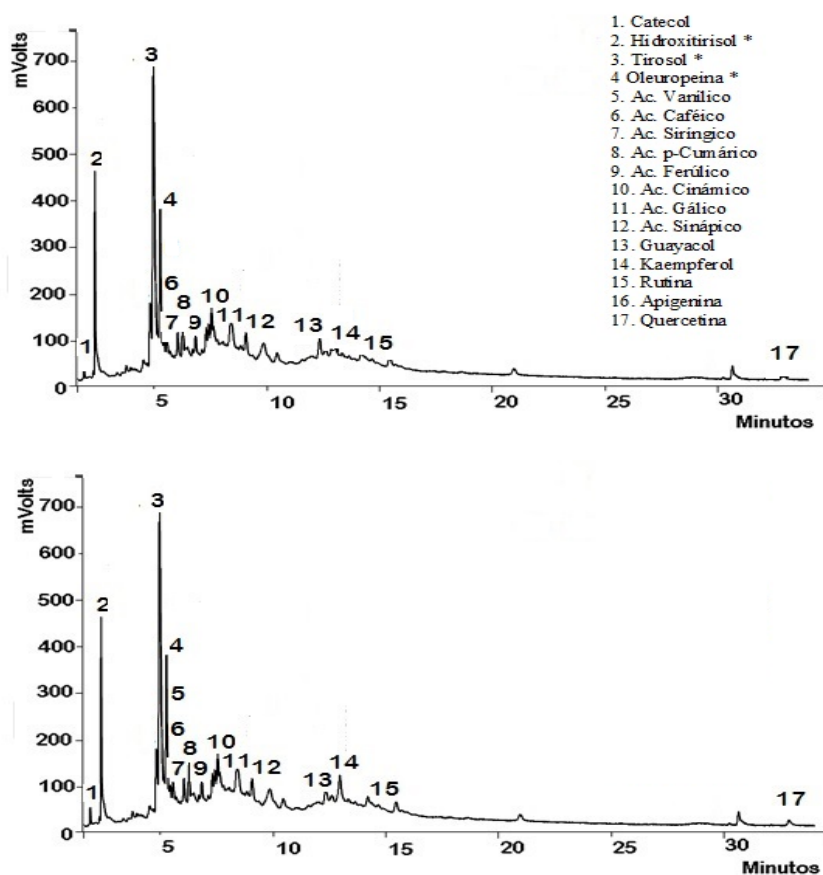 1. Catecol
2. Hidroxitirisol *
3. Tirosol *
4 Oleuropeina *
5. Ac. Vanílico
6. Ac. Caféico
7. Ac. Siríngico
8. Ac. p-Cumárico
9. Ac. Ferúlico
10. Ac. Cinámico
11. Ac. Gálico
12. Ac. Sinápico
13. Guayacol
14. Kaempferol
15. Rutina
16. Apigenina
17. Quercetina
mVolts
700
600
500
400
300
200
100
0
3
2
4
6
8
10
1
7
9
11
12
13
14
15
17
5 10 15 20 25 30
Minutos
mVolts
700
600
500
400
300
200
100
0
3
2
4
5
6
8
10
1
7
9
11
12
13
14
15
17
5 10 15 20 25 30
Minutos